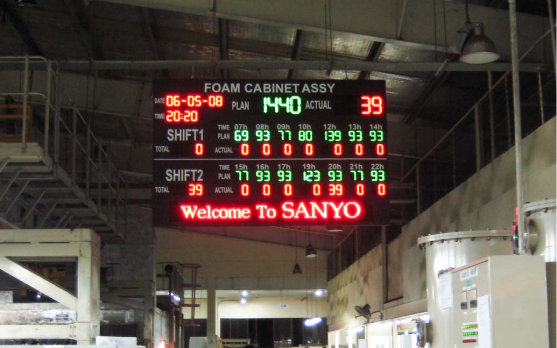 FOAM CABINET ASSY
DATE 06-05-08 PLAN 1440 ACTUAL 39
TIME 20:20
SHIFT1 TIME 07h 08h 09h 10h 12h 13h 14h
PLAN 69 93 77 80 139 93 93
TOTAL 0 ACTUAL 0 0 0 0 0 0 0
SHIFT2 TIME 15h 16h 17h 19h 20h 21h 22h
PLAN 77 93 93 123 93 77 93
TOTAL 39 ACTUAL 0 0 0 0 39 0 0
Welcome To SANYO